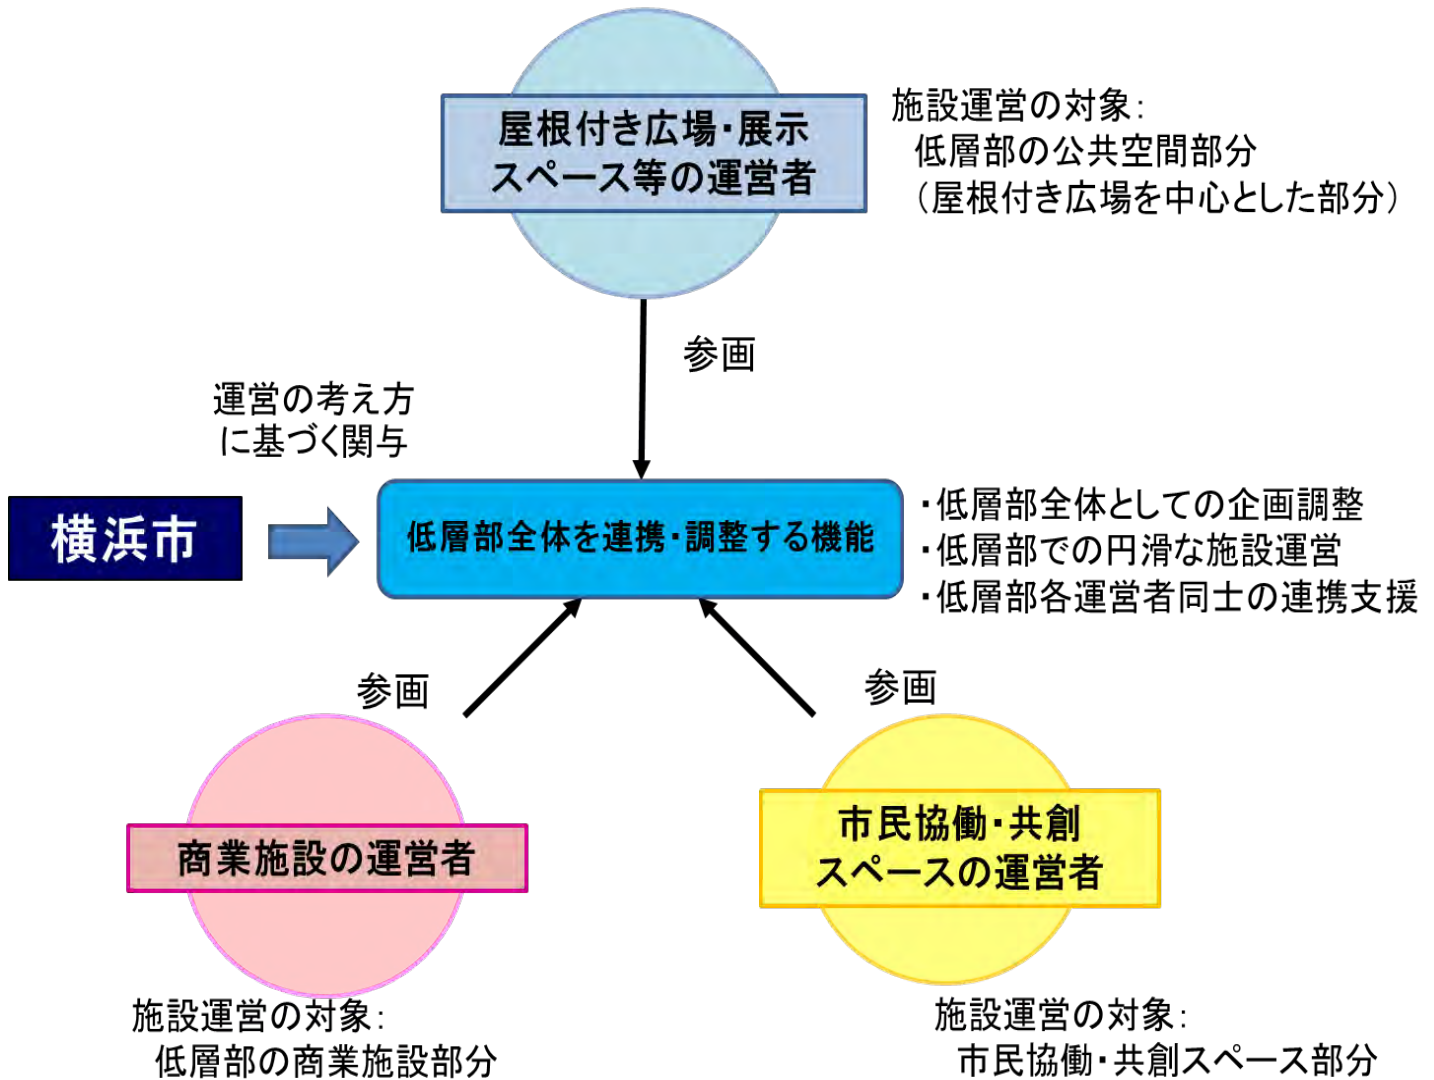 屋根付き広場・展示
スペース等の運営者
施設運営の対象：
低層部の公共空間部分
（屋根付き広場を中心とした部分）
参画
運営の考え方
に基づく関与
横浜市
低層部全体を連携・調整する機能
・低層部全体としての企画調整
・低層部での円滑な施設運営
・低層部各運営者同士の連携支援
参画
参画
商業施設の運営者
市民協働・共創
スペースの運営者
施設運営の対象：
低層部の商業施設部分
施設運営の対象：
市民協働・共創スペース部分